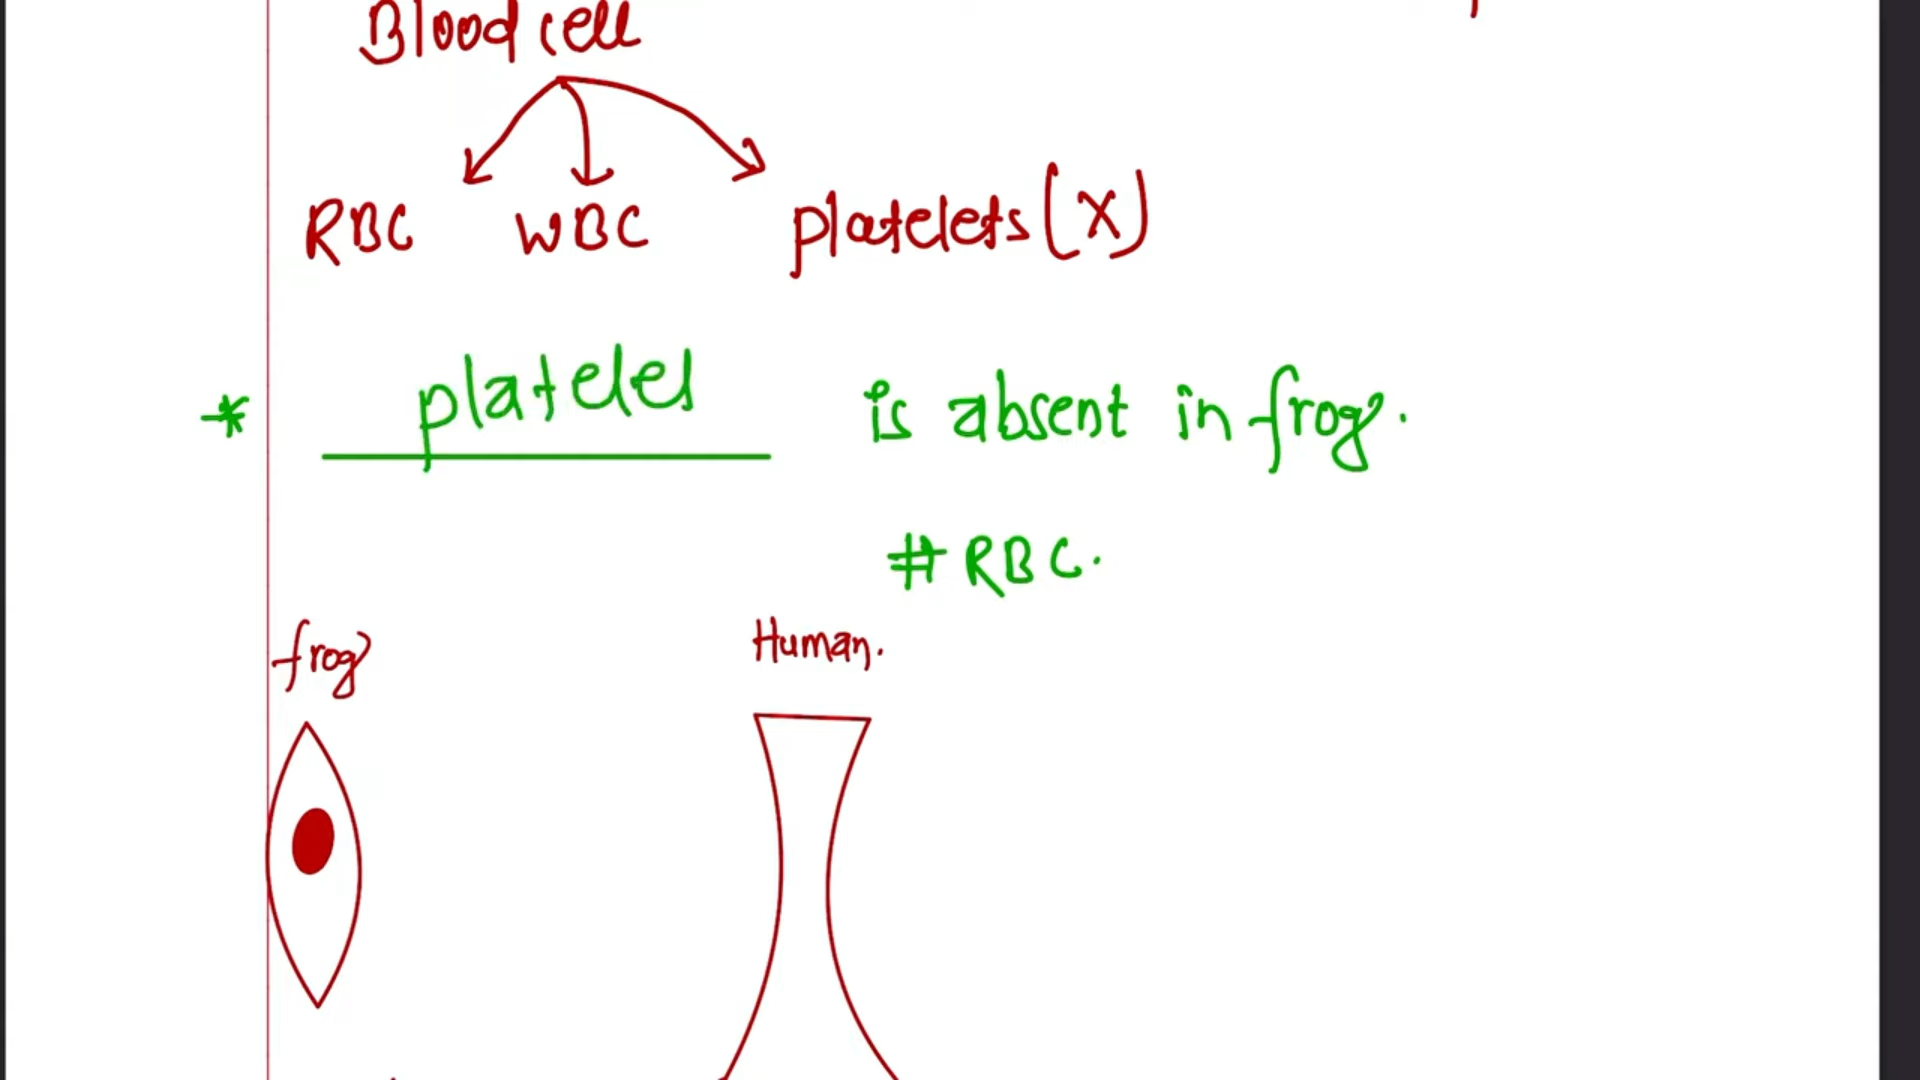 Blood cell
RBC WBC platelets (X)
* platelet is absent in frog.
# RBC.
frog Human.